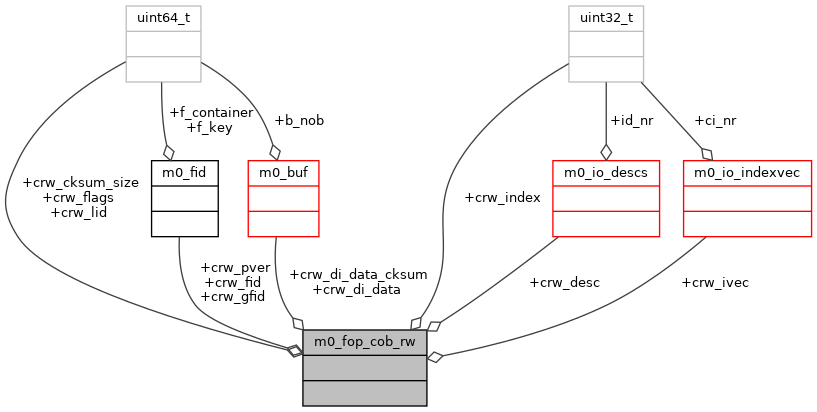 uint64_t
uint32_t
+f_container
+f_key
+b_nob
+id_nr
+ci_nr
m0_fid
m0_buf
m0_io_descs
m0_io_indexvec
+crw_cksum_size
+crw_flags
+crw_lid
+crw_index
+crw_pver
+crw_fid
+crw_gfid
+crw_di_data_cksum
+crw_di_data
+crw_desc
+crw_ivec
m0_fop_cob_rw